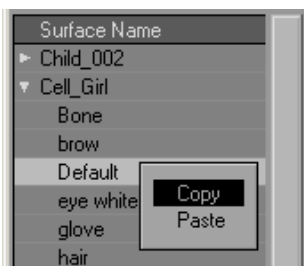 Surface Name
Child_002
Cell_Girl
Bone
brow
Default
eye white
glove
hair
Copy
Paste